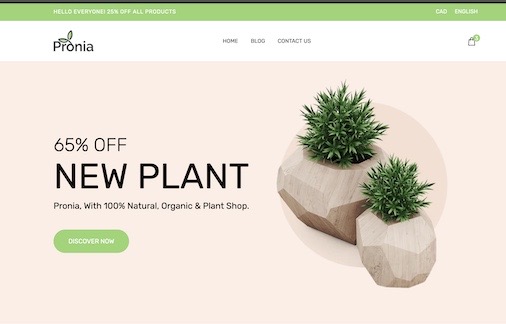 HELLO EVERYONE! 25% OFF ALL PRODUCTS
CAD ENGLISH
Pronia
HOME BLOG CONTACT US
65% OFF
NEW PLANT
Pronia, With 100% Natural, Organic & Plant Shop.
DISCOVER NOW